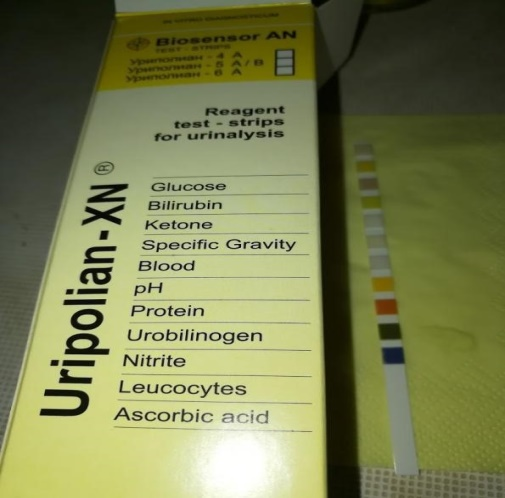 IN VITRO DIAGNOSTICUM
Biosensor AN
TEST - STRIPS
Уриполиан - 4 A
Уриполиан - 5 A / B
Уриполиан - 6 A
Reagent
test - strips
for urinalysis
Uripolian-XN ®
Glucose
Bilirubin
Ketone
Specific Gravity
Blood
pH
Protein
Urobilinogen
Nitrite
Leucocytes
Ascorbic acid